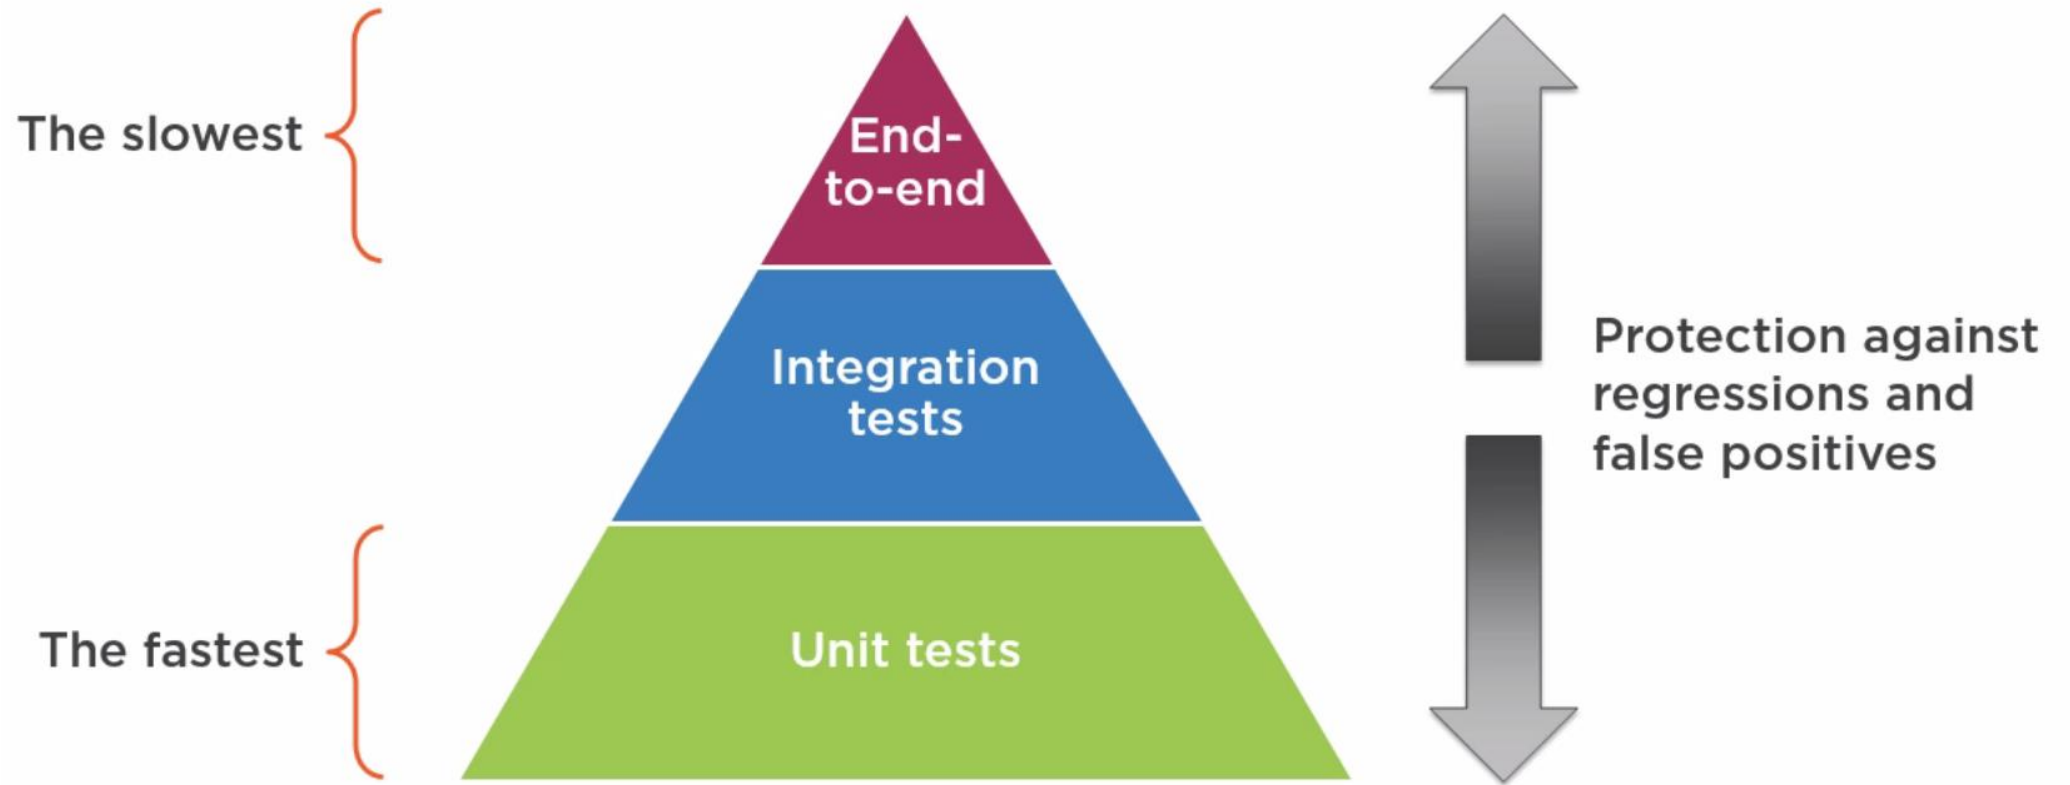 The slowest
End-
to-end
Integration
tests
Protection against
regressions and
false positives
The fastest
Unit tests